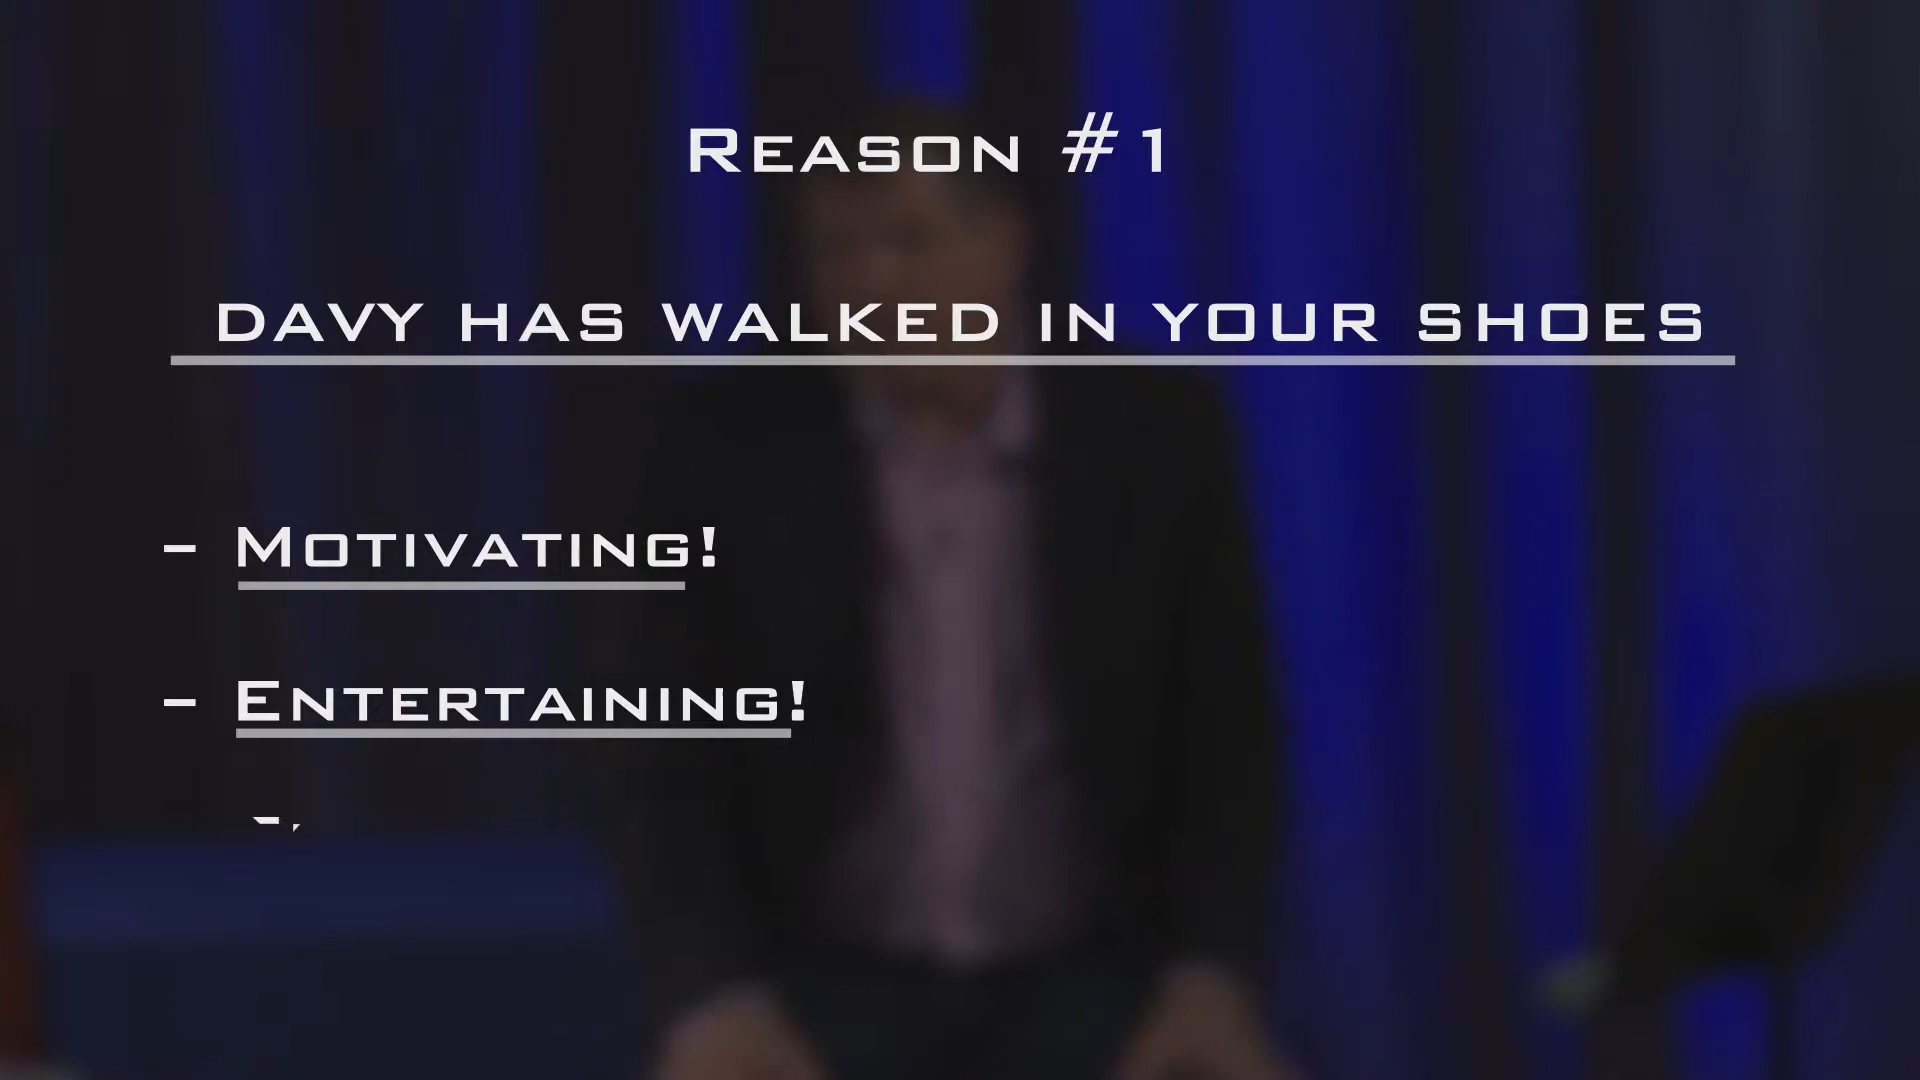 Reason #1
DAVY HAS WALKED IN YOUR SHOES
- Motivating!
- Entertaining!